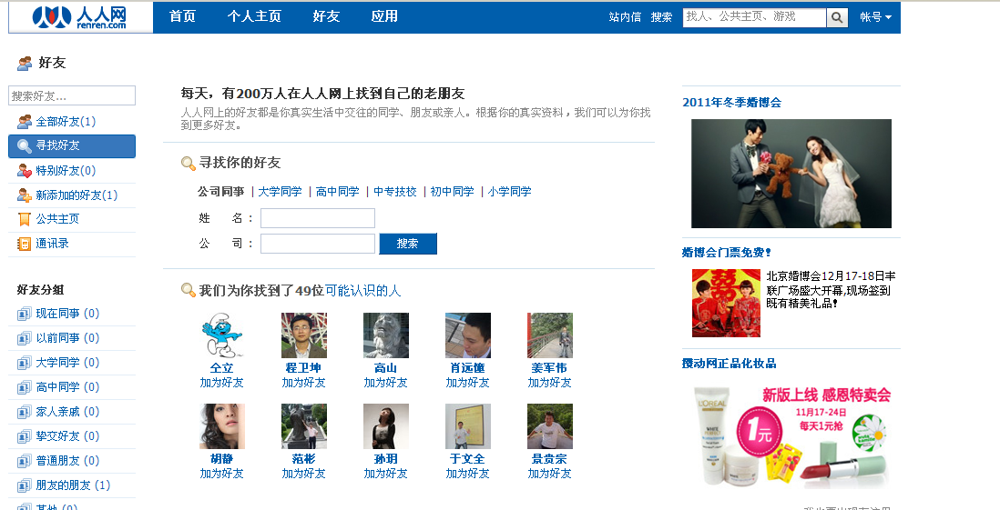 人人网
renren.com
首页 个人主页 好友 应用
站内信 搜索 找人、公共主页、游戏 帐号
好友
搜索好友...
全部好友(1)
寻找好友
特别好友(0)
新添加的好友(1)
公共主页
通讯录
好友分组
现在同事 (0)
以前同事 (0)
大学同学 (0)
高中同学 (0)
家人亲戚 (0)
挚交好友 (0)
普通朋友 (0)
朋友的朋友 (1)
其他 (0)
每天，有200万人在人人网上找到自己的老朋友
人人网上的好友都是你真实生活中交往的同学、朋友或亲人。根据你的真实资料，我们可以为你找
到更多好友。
寻找你的好友
公司同事 | 大学同学 | 高中同学 | 中专技校 | 初中同学 | 小学同学
姓 名：
公 司： 搜索
我们为你找到了49位可能认识的人
仝立 程卫坤 高山 肖远憧 姜军伟
加为好友 加为好友 加为好友 加为好友 加为好友
胡静 范彬 孙玥 于文全 景贵宗
加为好友 加为好友 加为好友 加为好友 加为好友
2011年冬季婚博会
婚博会门票免费！
北京婚博会12月17-18日丰
联广场盛大开幕,现场签到
既有精美礼品！
攫动网正品化妆品
新版上线 感恩特卖会
11月17-24日
每天1元抢
1元
L'OREAL